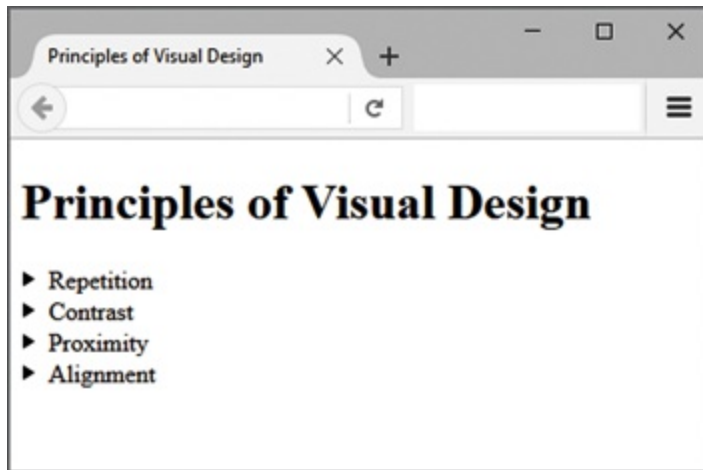 Principles of Visual Design
Principles of Visual Design
Repetition
Contrast
Proximity
Alignment